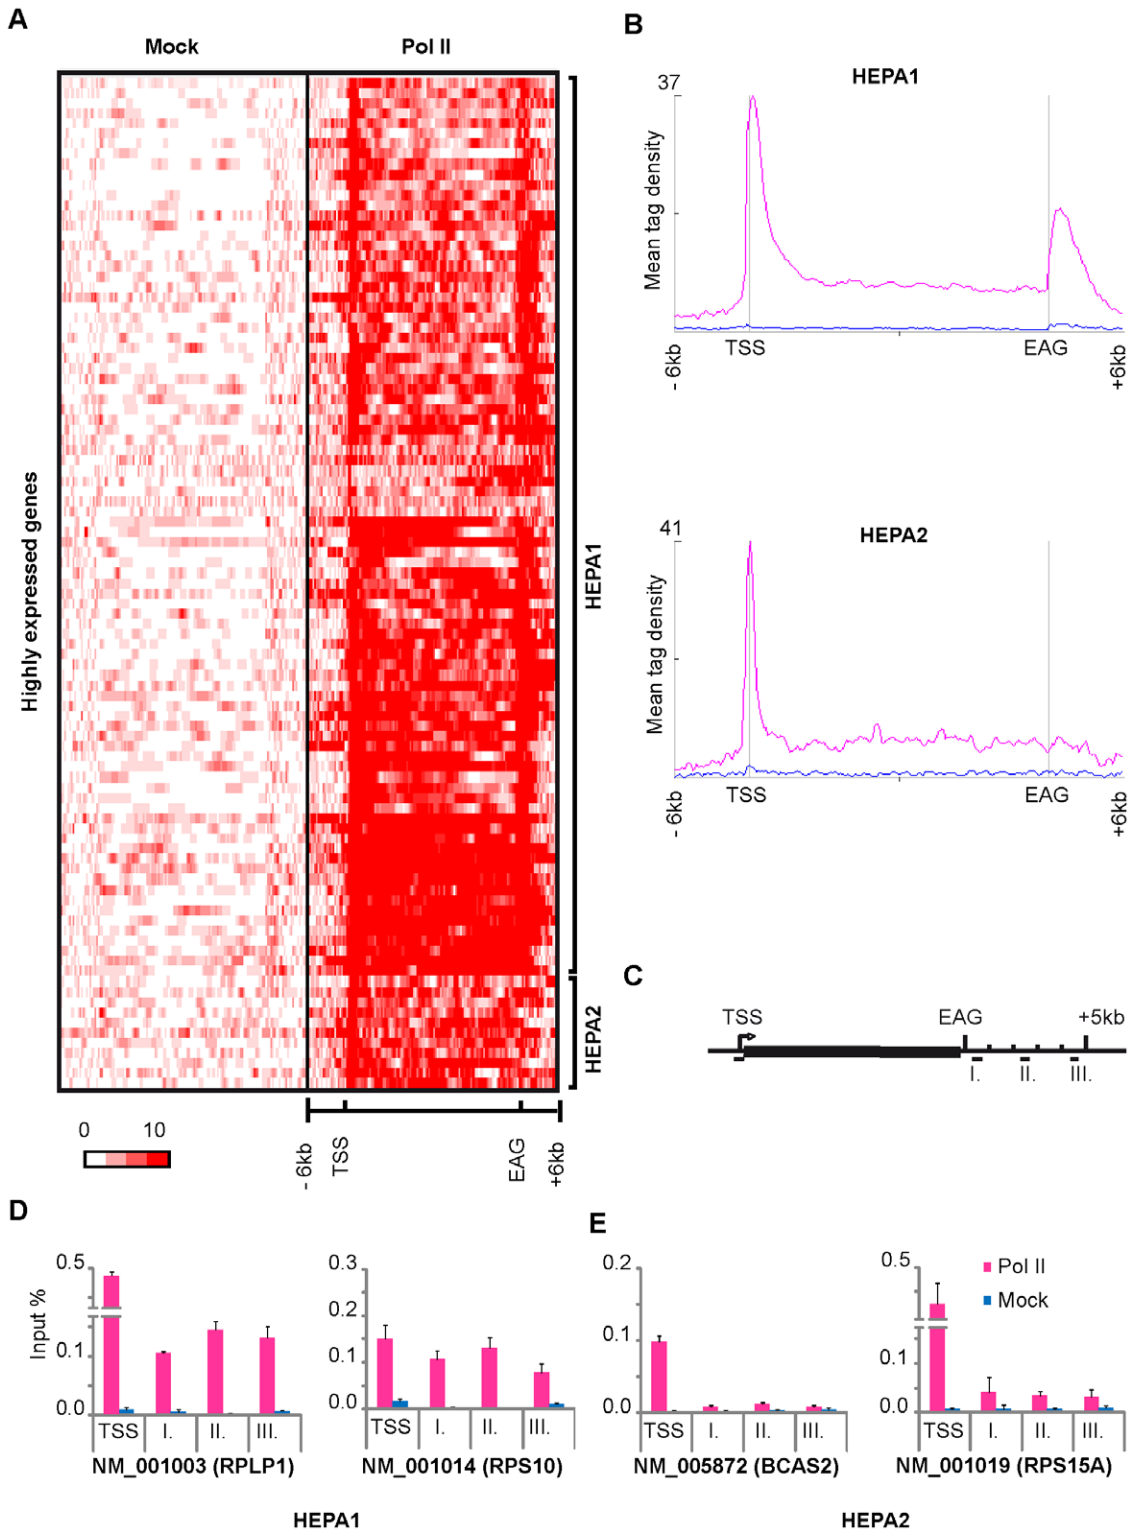 A
Mock
Pol II
Highly expressed genes
HEPA1
HEPA2
0
10
- 6kb
TSS
EAG
+6kb
B
HEPA1
37
Mean tag density
TSS
EAG
- 6kb
+6kb
HEPA2
41
Mean tag density
TSS
EAG
- 6kb
+6kb
C
TSS
EAG
+5kb
I.
II.
III.
D
Input %
0.5
0.1
0.0
TSS
I.
II.
III.
NM_001003 (RPLP1)
0.3
0.2
0.1
0.0
TSS
I.
II.
III.
NM_001014 (RPS10)
HEPA1
E
0.2
0.1
0.0
TSS
I.
II.
III.
NM_005872 (BCAS2)
0.5
0.1
0.0
Pol II
Mock
TSS
I.
II.
III.
NM_001019 (RPS15A)
HEPA2